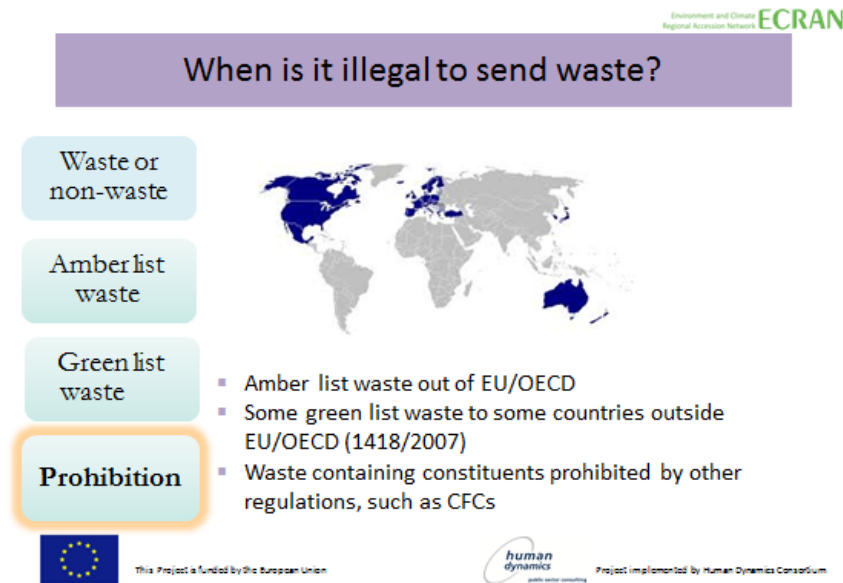 Environment and Climate
Regional Accession Network
ECRAN
When is it illegal to send waste?
Waste or
non-waste
Amber list
waste
Green list
waste
Prohibition
Amber list waste out of EU/OECD
Some green list waste to some countries outside
EU/OECD (1418/2007)
Waste containing constituents prohibited by other
regulations, such as CFCs
This Project is funded by the European Union
human
dynamics
public sector consulting
Project implemented by Human Dynamics Consortium